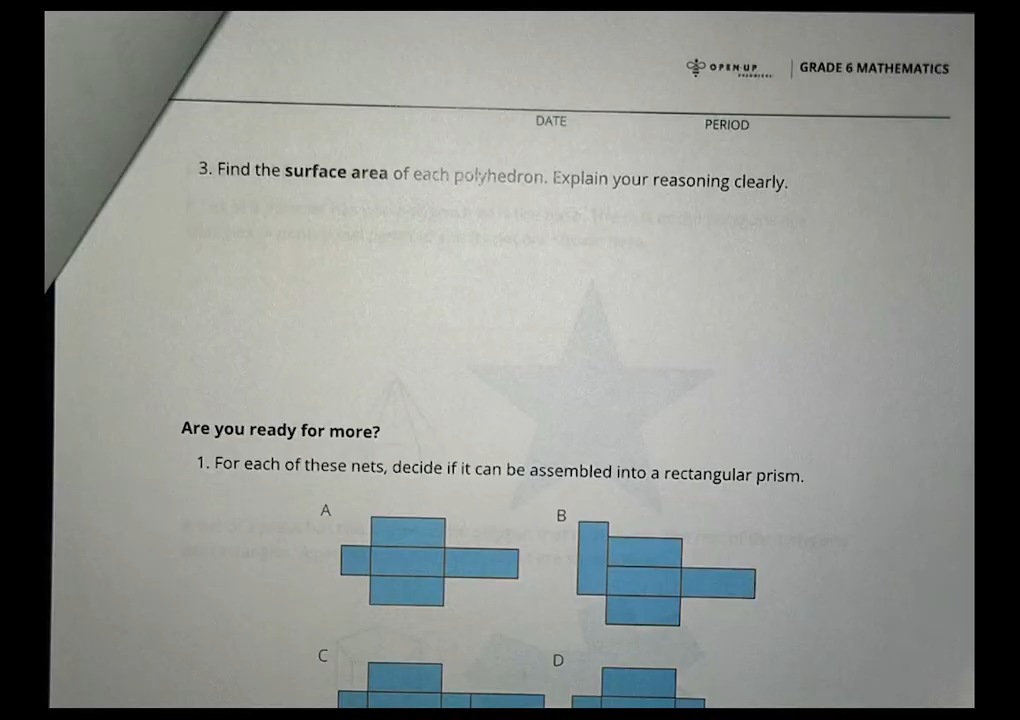 OPEN UP
GRADE 6 MATHEMATICS
DATE
PERIOD
3. Find the surface area of each polyhedron. Explain your reasoning clearly.
Are you ready for more?
1. For each of these nets, decide if it can be assembled into a rectangular prism.
A
B
C
D